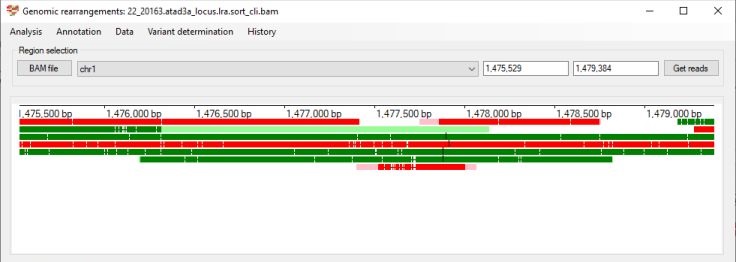 Genomic rearrangements: 22_20163.atad3a_locus.lra.sort_cli.bam
Analysis Annotation Data Variant determination History
Region selection
BAM file chr1 1,475,529 1,479,384 Get reads
1,475,500 bp 1,476,000 bp 1,476,500 bp 1,477,000 bp 1,477,500 bp 1,478,000 bp 1,478,500 bp 1,479,000 bp